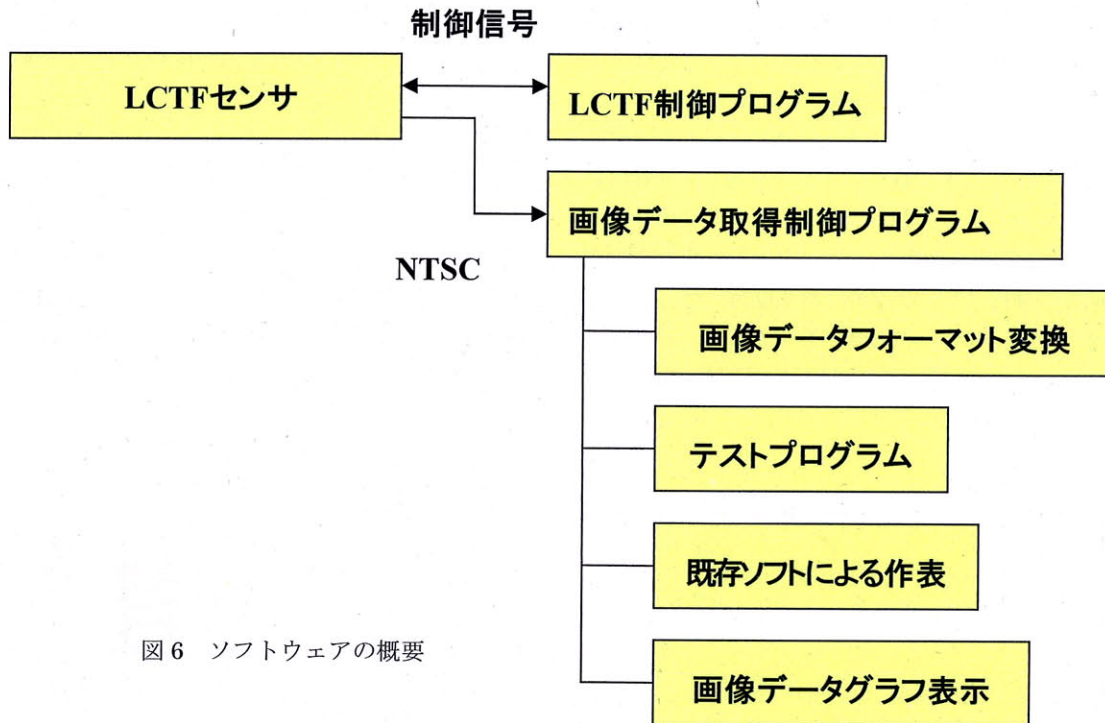 制御信号
LCTFセンサ
LCTF制御プログラム
画像データ取得制御プログラム
NTSC
画像データフォーマット変換
テストプログラム
既存ソフトによる作表
図6 ソフトウェアの概要
画像データグラフ表示